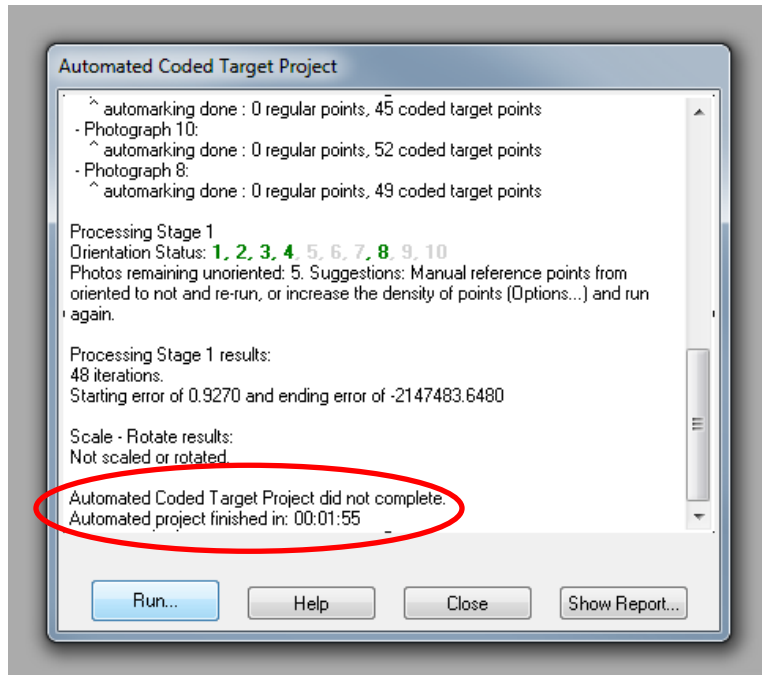 Automated Coded Target Project
^ automarking done : 0 regular points, 45 coded target points
- Photograph 10:
^ automarking done : 0 regular points, 52 coded target points
- Photograph 8:
^ automarking done : 0 regular points, 49 coded target points
Processing Stage 1
Orientation Status: 1, 2, 3, 4, 5, 6, 7, 8, 9, 10
Photos remaining unoriented: 5. Suggestions: Manual reference points from
oriented to not and re-run, or increase the density of points (Options...) and run
again.
Processing Stage 1 results:
48 iterations.
Starting error of 0.9270 and ending error of -2147483.6480
Scale - Rotate results:
Not scaled or rotated.
Automated Coded Target Project did not complete.
Automated project finished in: 00:01:55
Run...
Help
Close
Show Report...